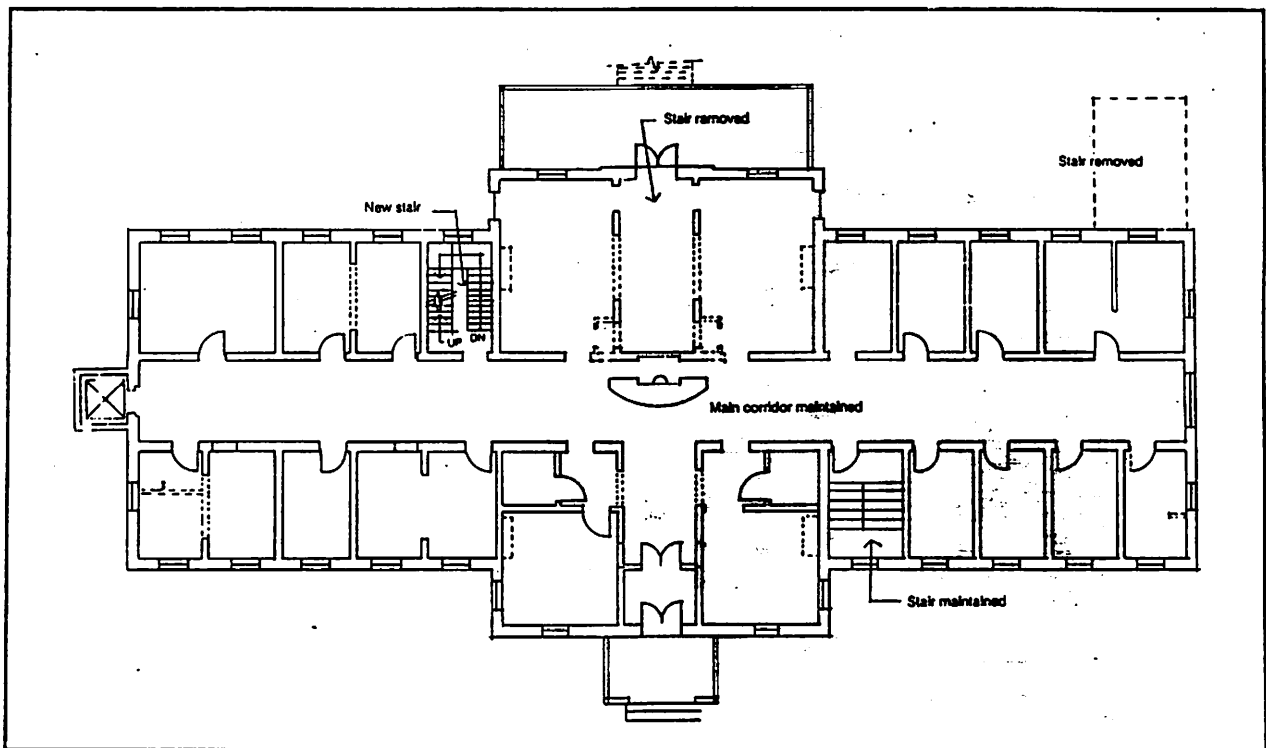 Stair removed
Stair removed
New stair
UP
DN
Main corridor maintained
Stair maintained